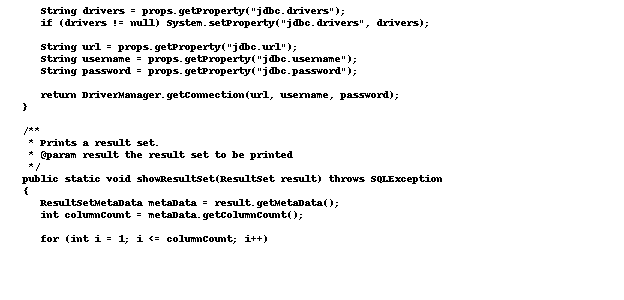 String drivers = props.getProperty("jdbc.drivers");
if (drivers != null) System.setProperty("jdbc.drivers", drivers);
String url = props.getProperty("jdbc.url");
String username = props.getProperty("jdbc.username");
String password = props.getProperty("jdbc.password");
return DriverManager.getConnection(url, username, password);
}
/**
* Prints a result set.
* @param result the result set to be printed
*/
public static void showResultSet(ResultSet result) throws SQLException
{
ResultSetMetaData metaData = result.getMetaData();
int columnCount = metaData.getColumnCount();
for (int i = 1; i <= columnCount; i++)